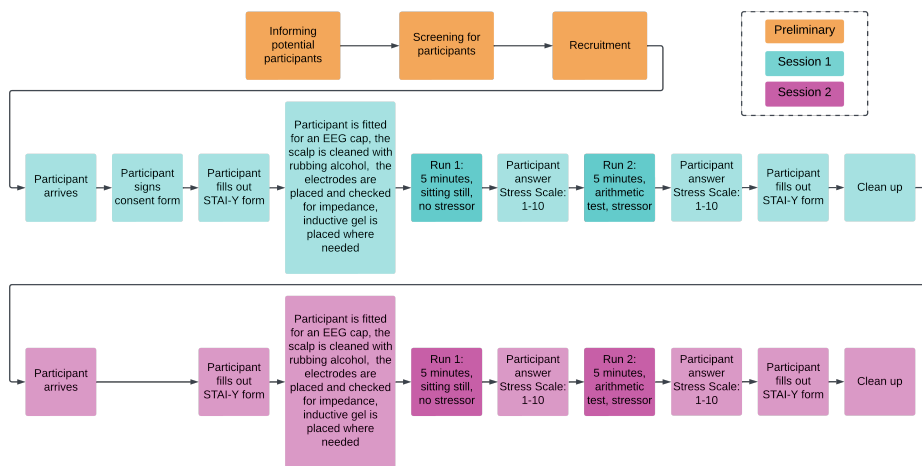 Informing
potential
participants
Screening for
participants
Recruitment
Preliminary
Session 1
Session 2
Participant
arrives
Participant
signs
consent form
Participant
fills out
STAI-Y form
Participant is fitted
for an EEG cap, the
scalp is cleaned with
rubbing alcohol, the
electrodes are
placed and checked
for impedance,
inductive gel is
placed where
needed
Run 1:
5 minutes,
sitting still,
no stressor
Participant
answer
Stress Scale:
1-10
Run 2:
5 minutes,
arithmetic
test, stressor
Participant
answer
Stress Scale:
1-10
Participant
fills out
STAI-Y form
Clean up
Participant
arrives
Participant
fills out
STAI-Y form
Participant is fitted
for an EEG cap, the
scalp is cleaned with
rubbing alcohol, the
electrodes are
placed and checked
for impedance,
inductive gel is
placed where
needed
Run 1:
5 minutes,
sitting still,
no stressor
Participant
answer
Stress Scale:
1-10
Run 2:
5 minutes,
arithmetic
test, stressor
Participant
answer
Stress Scale:
1-10
Participant
fills out
STAI-Y form
Clean up